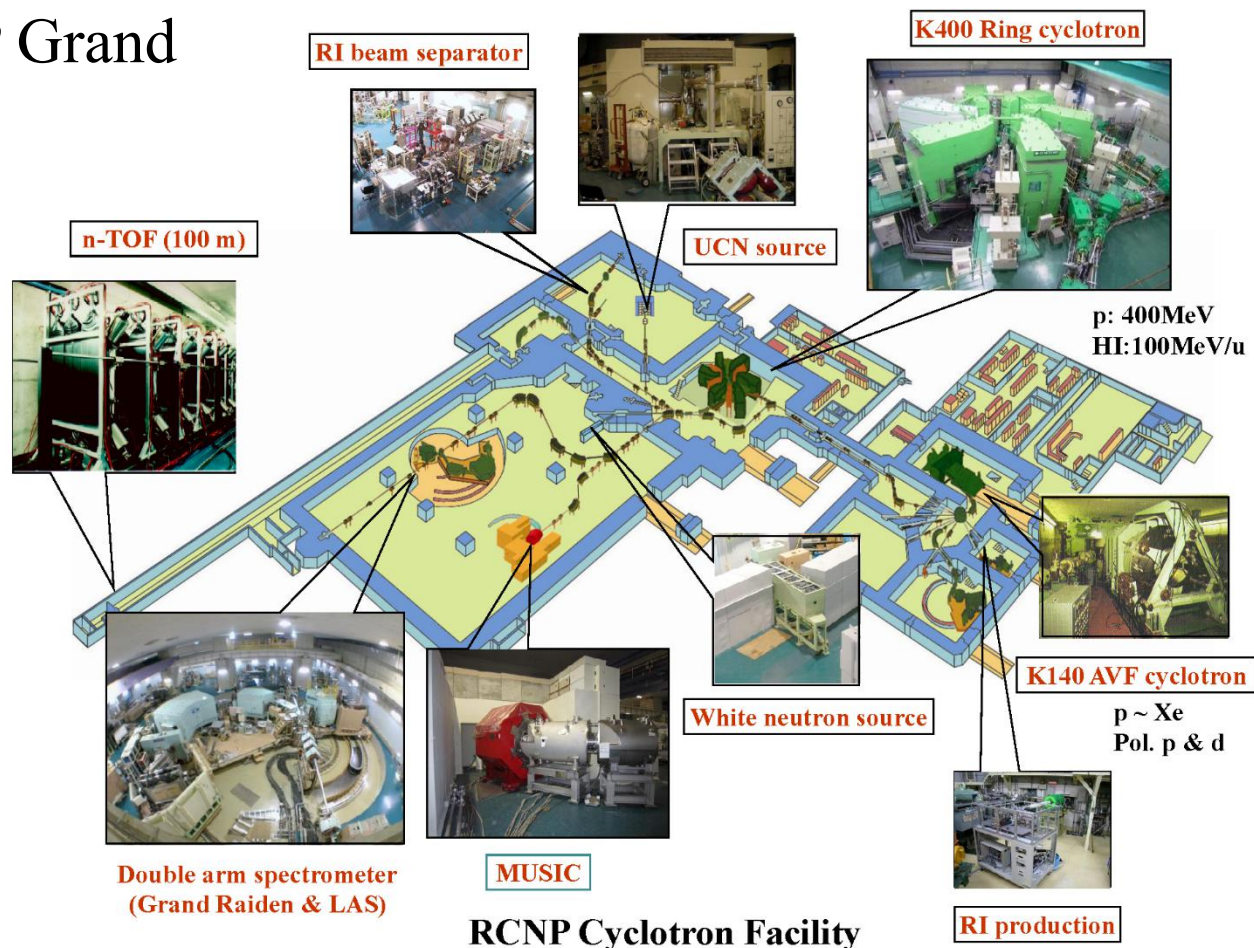 Grand
K400 Ring cyclotron
RI beam separator
n-TOF (100 m)
UCN source
p: 400MeV
HI:100MeV/u
K140 AVF cyclotron
White neutron source
p ~ Xe
Pol. p & d
MUSIC
Double arm spectrometer
(Grand Raiden & LAS)
RI production
RCNP Cyclotron Facility